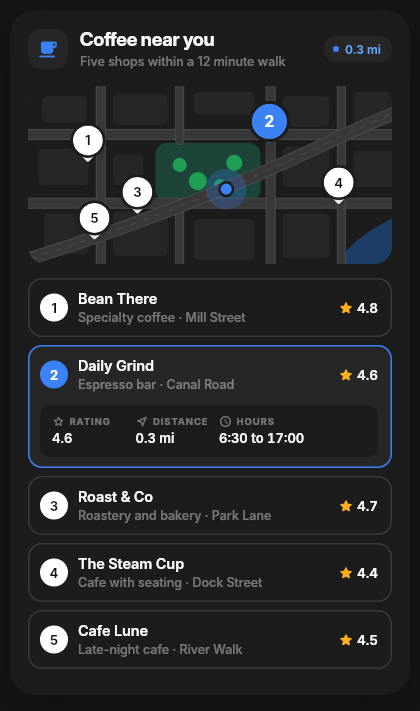 Coffee near you
Five shops within a 12 minute walk
0.3 mi
2
1
4
3
5
1
Bean There
Specialty coffee · Mill Street
4.8
2
Daily Grind
Espresso bar · Canal Road
4.6
RATING
4.6
DISTANCE
0.3 mi
HOURS
6:30 to 17:00
3
Roast & Co
Roastery and bakery · Park Lane
4.7
4
The Steam Cup
Cafe with seating · Dock Street
4.4
5
Cafe Lune
Late-night cafe · River Walk
4.5